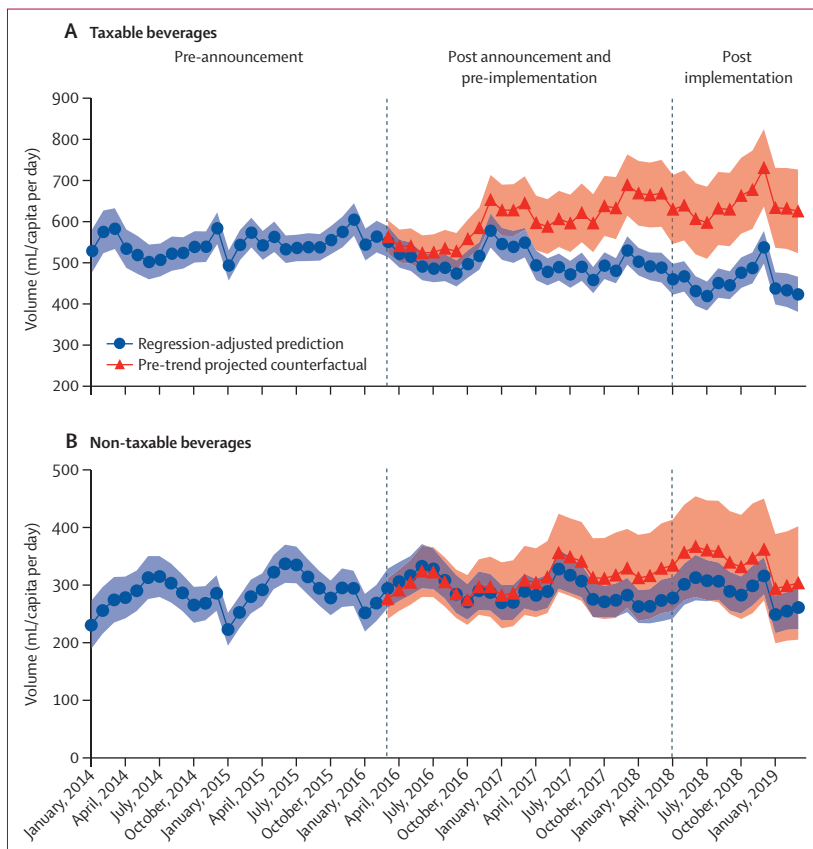 A Taxable beverages
Pre-announcement
Post announcement and
pre-implementation
Post
implementation
Volume (mL/capita per day)
900
800
700
600
500
400
300
200
Regression-adjusted prediction
Pre-trend projected counterfactual
B Non-taxable beverages
Volume (mL/capita per day)
500
400
300
200
100
0
January, 2014
April, 2014
July, 2014
October, 2014
January, 2015
April, 2015
July, 2015
October, 2015
January, 2016
April, 2016
July, 2016
October, 2016
January, 2017
April, 2017
July, 2017
October, 2017
January, 2018
April, 2018
July, 2018
October, 2018
January, 2019